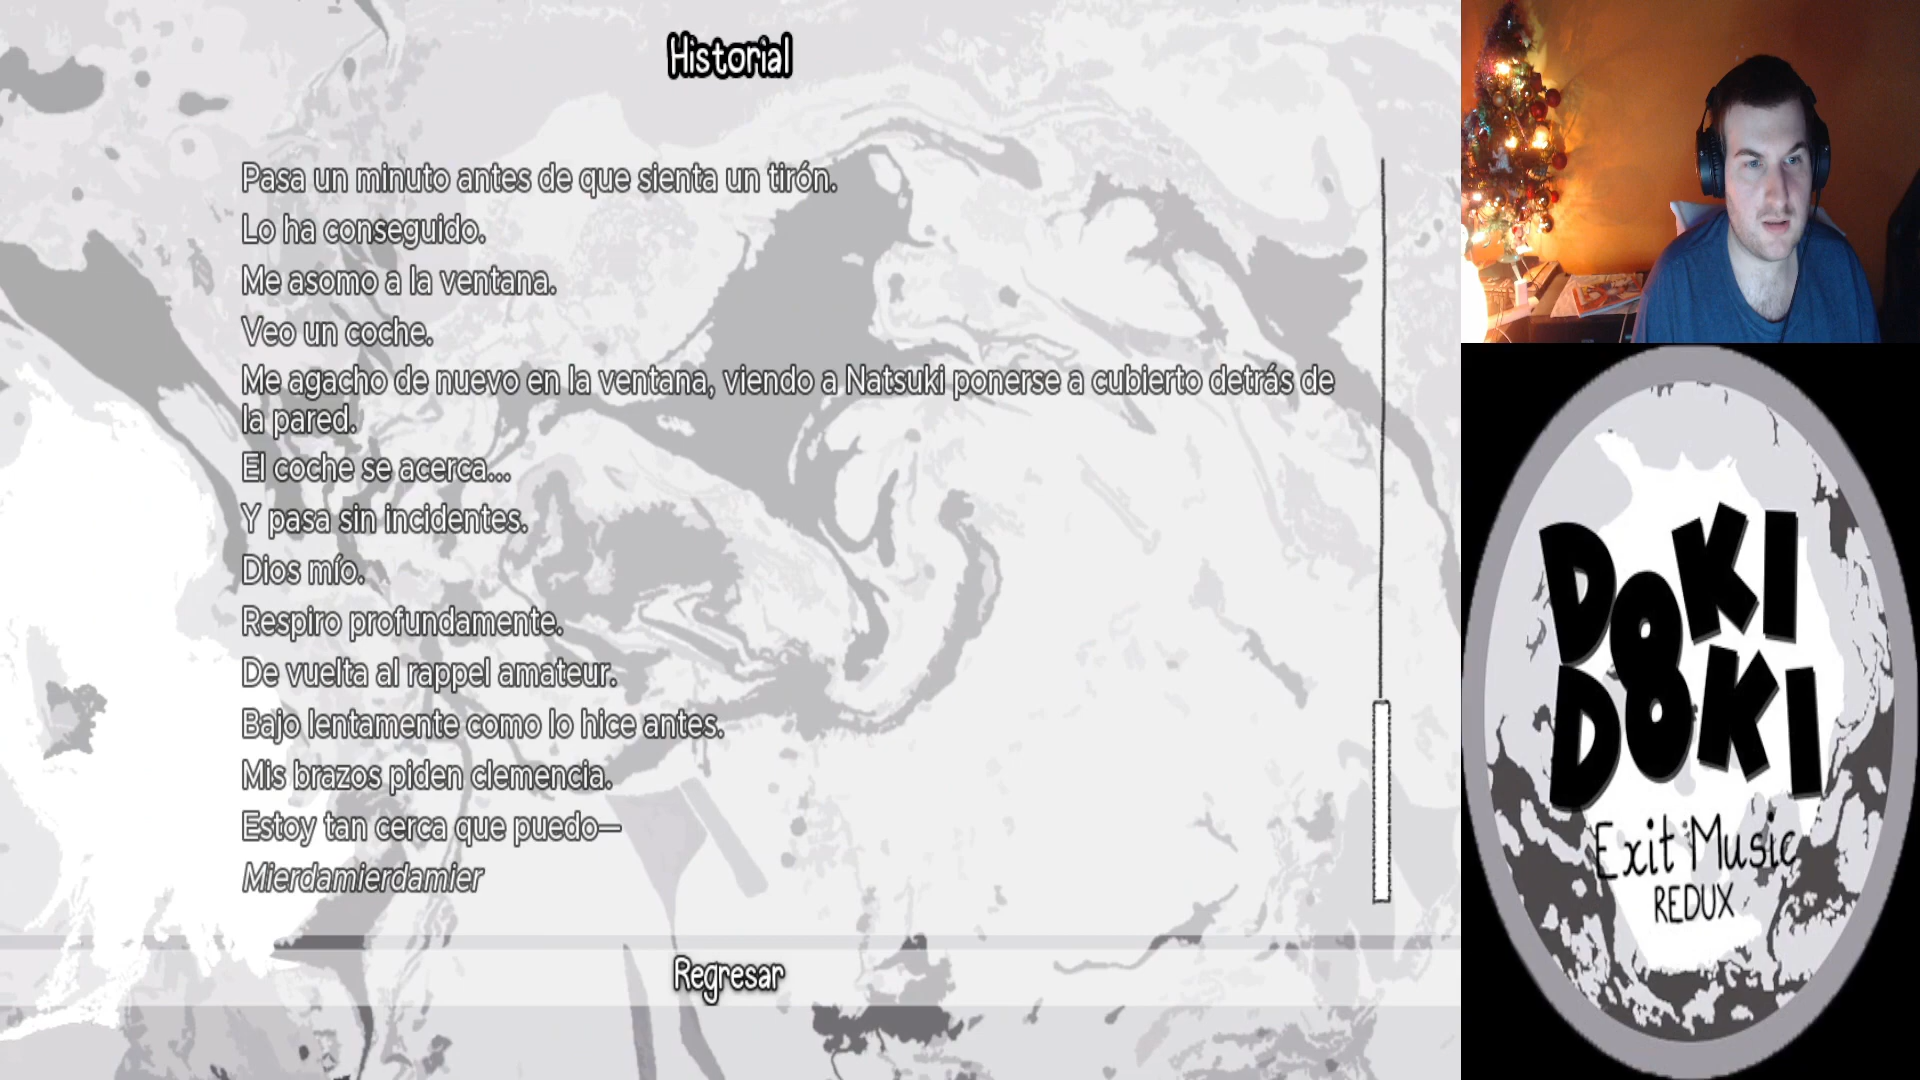 Historial
Pasa un minuto antes de que sienta un tirón.
Lo ha conseguido.
Me asomo a la ventana.
Veo un coche.
Me agacho de nuevo en la ventana, viendo a Natsuki ponerse a cubierto detrás de
la pared.
El coche se acerca...
Y pasa sin incidentes.
Dios mío.
Respiro profundamente.
De vuelta al rappel amateur.
Bajo lentamente como lo hice antes.
Mis brazos piden clemencia.
Estoy tan cerca que puedo—
Mierdamierdamier
Regresar
DOKI
DOKI
Exit Music
REDUX